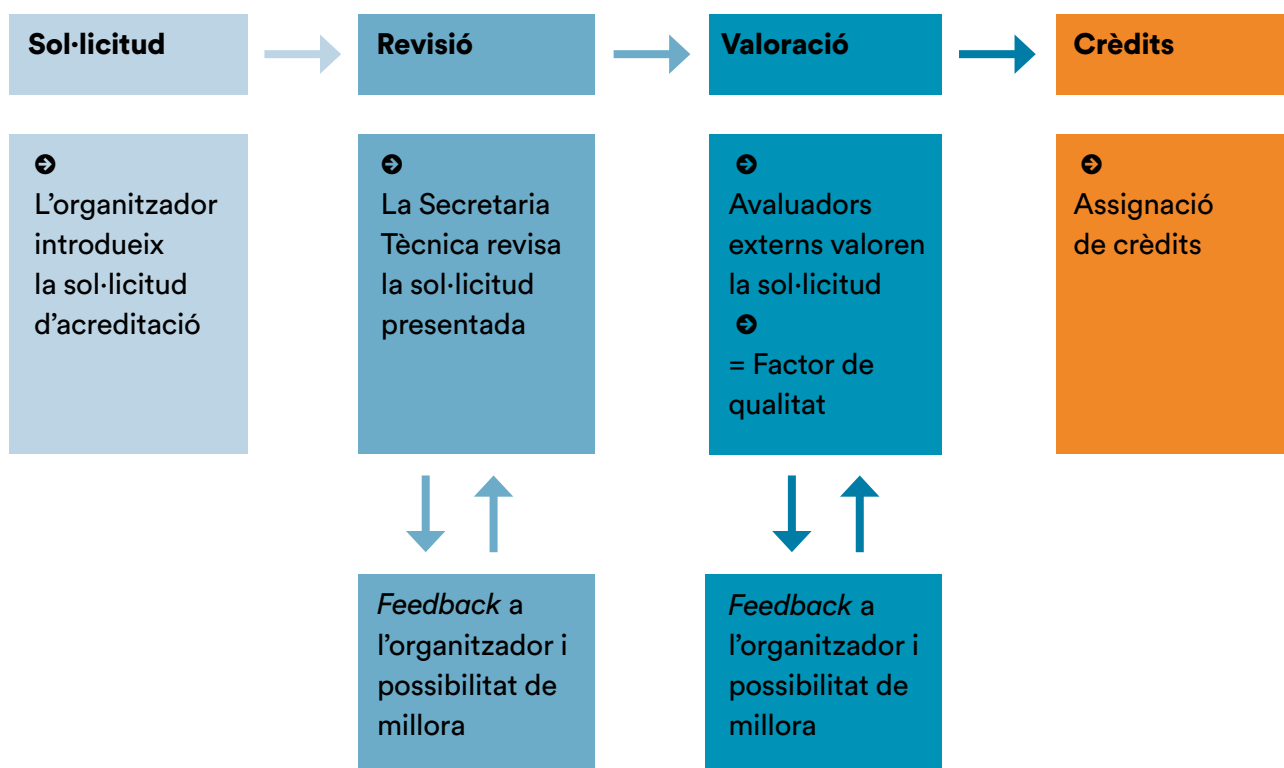 Sol·licitud
Revisió
Valoració
Crèdits
L’organitzador
introdueix
la sol·licitud
d’acreditació
La Secretaria
Tècnica revisa
la sol·licitud
presentada
Avaluadors
externs valoren
la sol·licitud
= Factor de
qualitat
Assignació
de crèdits
Feedback a
l’organitzador i
possibilitat de
millora
Feedback a
l’organitzador i
possibilitat de
millora